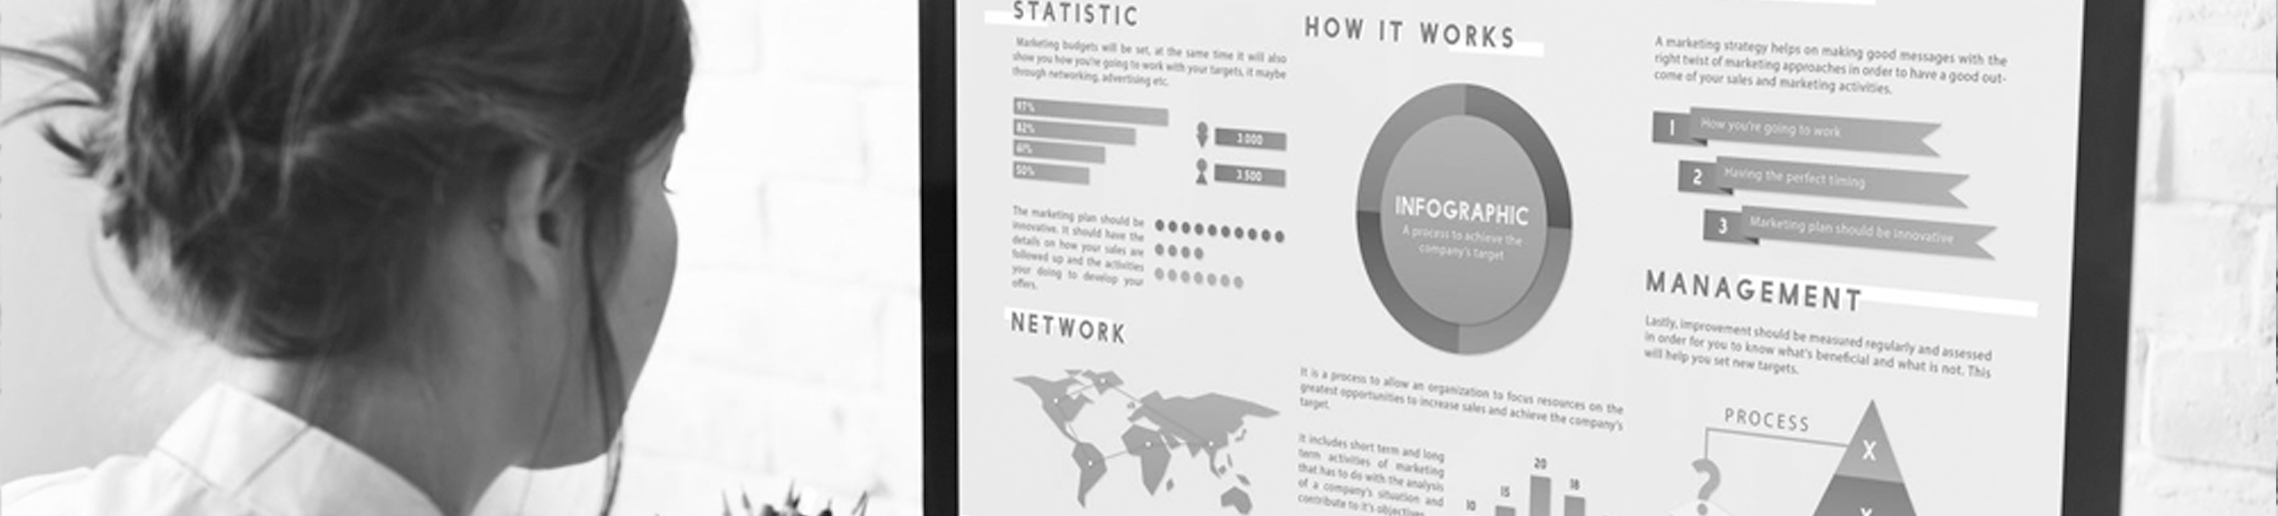 STATISTIC
Marketing budgets will be set, at the same time it will also
show you how you're going to work with your targets, it maybe
through networking, advertising etc.
97%
82%
61%
50%
3 000
3 500
The marketing plan should be
innovative. It should have the
details on how your sales are
followed up and the activities
your doing to develop your
offers.
NETWORK
HOW IT WORKS
INFOGRAPHIC
A process to achieve the
company's target
It is a process to allow an organization to focus resources on the
greatest opportunities to increase sales and achieve the company's
target.
It includes short term and long
term activities of marketing
that has to do with the analysis
of a company's situation and
contribute to it's objectives
10
15
20
18
A marketing strategy helps on making good messages with the
right twist of marketing approaches in order to have a good out-
come of your sales and marketing activities.
1 How you're going to work
2 Having the perfect timing
3 Marketing plan should be innovative
MANAGEMENT
Lastly, improvement should be measured regularly and assessed
in order for you to know what's beneficial and what is not. This
will help you set new targets.
PROCESS
X
?
Y